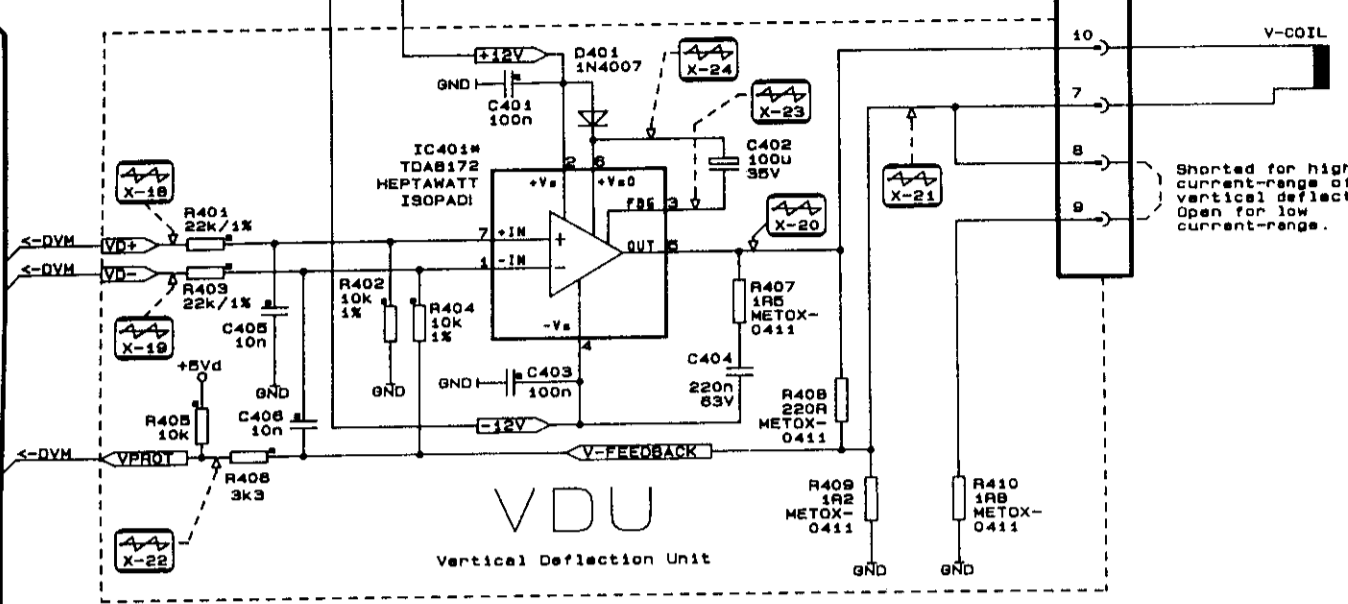 +12V
D401
1N4007
GND
C401
100n
X-24
X-23
C402
100u
35V
IC401*
TDA8172
HEPTAWATT
ISOPADI
2
6
+Vs
+VsO
FBG
3
X-18
R401
22k/1%
<-DVM
VD+
7
+IN
+
OUT
5
X-20
<-DVM
VD-
1
-IN
-
R403
22k/1%
X-19
C405
10n
GND
R402
10k
1%
GND
R404
10k
1%
-Vs
4
GND
C403
100n
-12V
R407
1R5
METOX-
0411
C404
220n
63V
+5Vd
R405
10k
C406
10n
<-DVM
VPROT
R406
3k3
X-22
V-FEEDBACK
R408
220R
METOX-
0411
R409
1R2
METOX-
0411
GND
R410
1R8
METOX-
0411
GND
X-21
10
7
8
9
V-COIL
Shorted for high
current-range of
vertical deflect
Open for low
current-range.
VDU
Vertical Deflection Unit